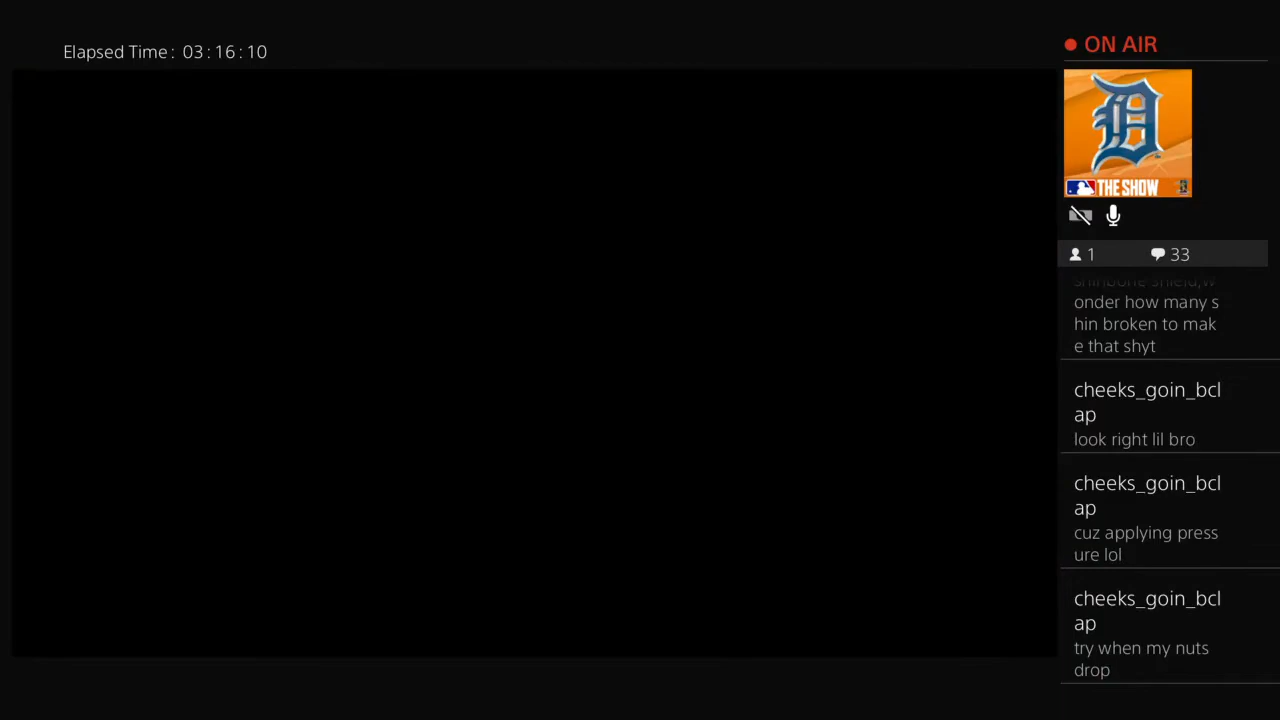 Elapsed Time: 03:16:10
ON AIR
D
THE SHOW
1 33
shinbone shield,w
onder how many s
hin broken to mak
e that shyt
cheeks_goin_bcl
ap
look right lil bro
cheeks_goin_bcl
ap
cuz applying press
ure lol
cheeks_goin_bcl
ap
try when my nuts
drop